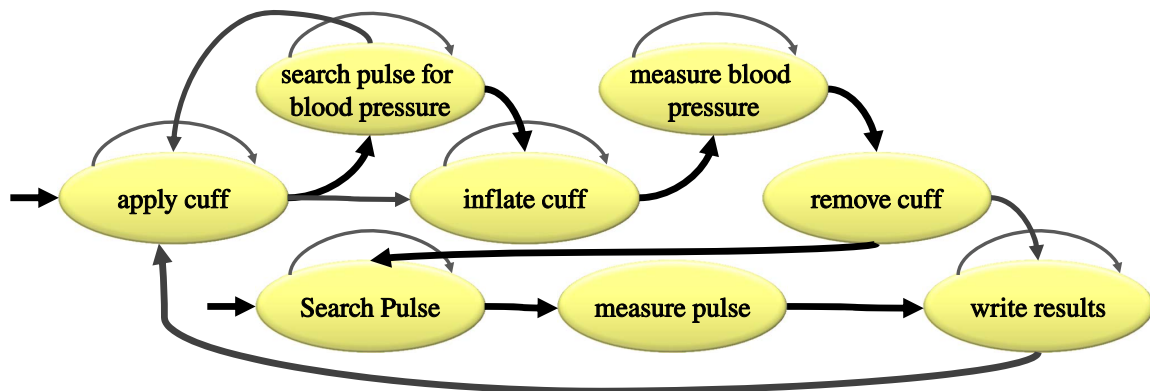 search pulse for
blood pressure
measure blood
pressure
apply cuff
inflate cuff
remove cuff
Search Pulse
measure pulse
write results